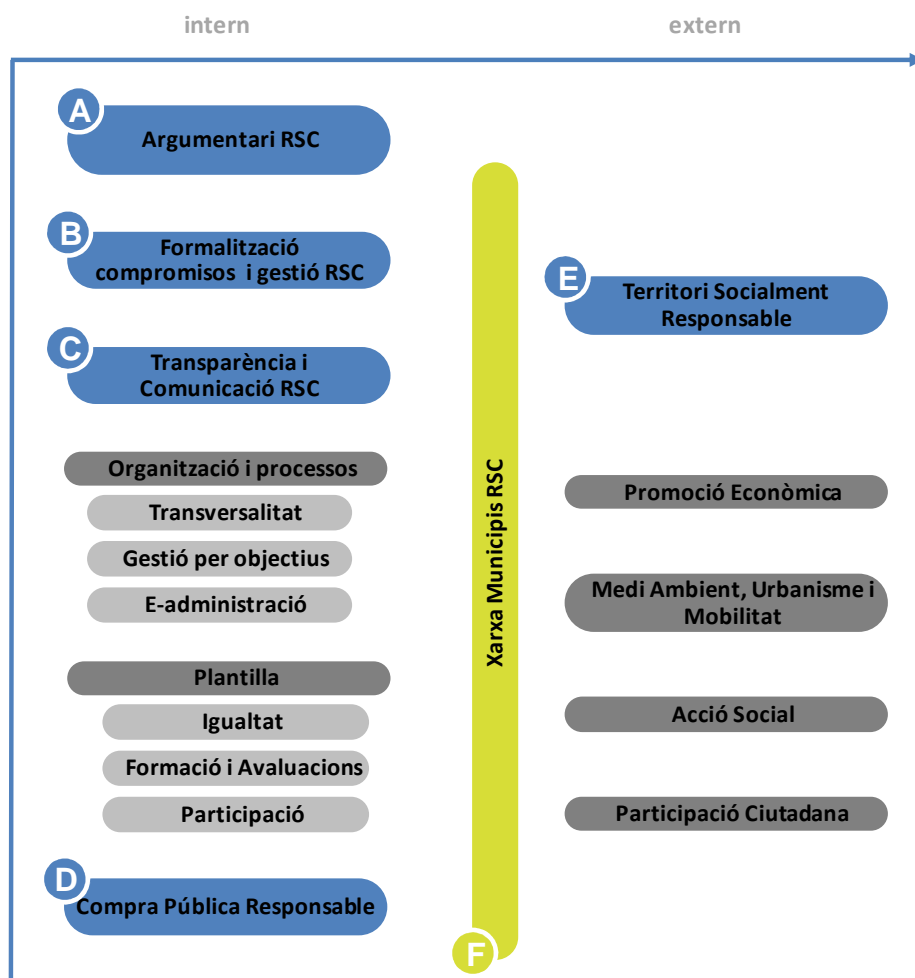 intern
extern
A
Argumentari RSC
B
Formalització
compromisos i gestió RSC
C
Transparència i
Comunicació RSC
Organització i processos
Transversalitat
Gestió per objectius
E-administració
Plantilla
Igualtat
Formació i Avaluacions
Participació
D
Compra Pública Responsable
Xarxa Municipis RSC
F
E
Territori Socialment
Responsable
Promoció Econòmica
Medi Ambient, Urbanisme i
Mobilitat
Acció Social
Participació Ciutadana